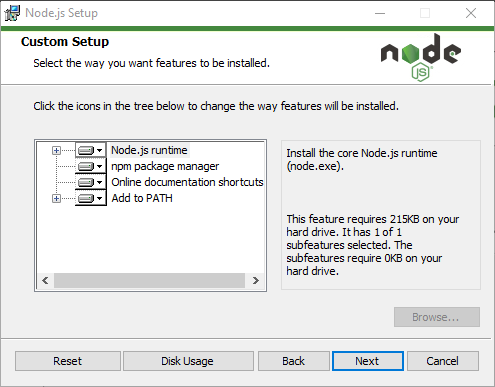 Node.js Setup
Custom Setup
Select the way you want features to be installed.
node
JS
Click the icons in the tree below to change the way features will be installed.
Node.js runtime
npm package manager
Online documentation shortcuts
Add to PATH
Install the core Node.js runtime
(node.exe).
This feature requires 215KB on your
hard drive. It has 1 of 1
subfeatures selected. The
subfeatures require 0KB on your
hard drive.
Browse...
Reset
Disk Usage
Back
Next
Cancel